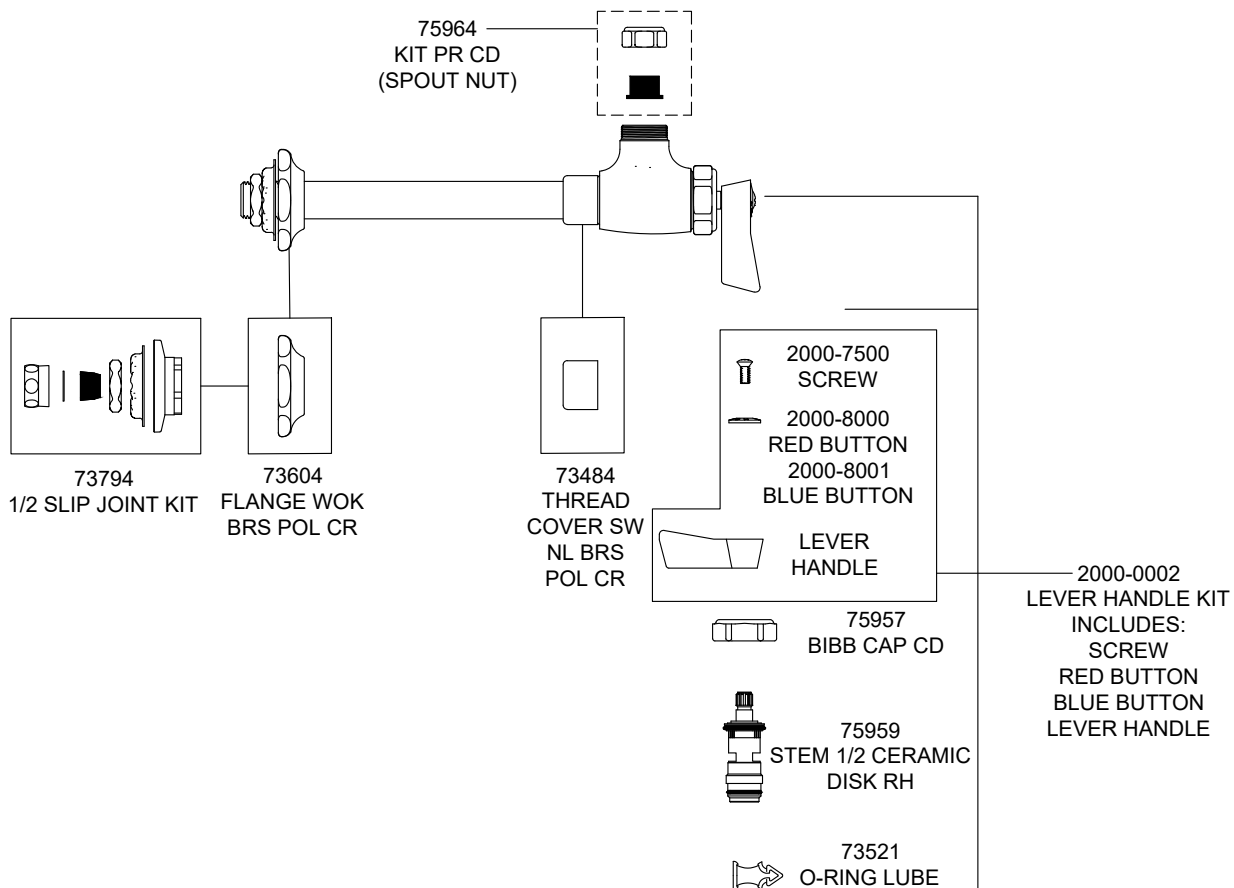 75964
KIT PR CD
(SPOUT NUT)
73794
1/2 SLIP JOINT KIT
73604
FLANGE WOK
BRS POL CR
73484
THREAD
COVER SW
NL BRS
POL CR
2000-7500
SCREW
2000-8000
RED BUTTON
2000-8001
BLUE BUTTON
LEVER
HANDLE
2000-0002
LEVER HANDLE KIT
INCLUDES:
SCREW
RED BUTTON
BLUE BUTTON
LEVER HANDLE
75957
BIBB CAP CD
75959
STEM 1/2 CERAMIC
DISK RH
73521
O-RING LUBE